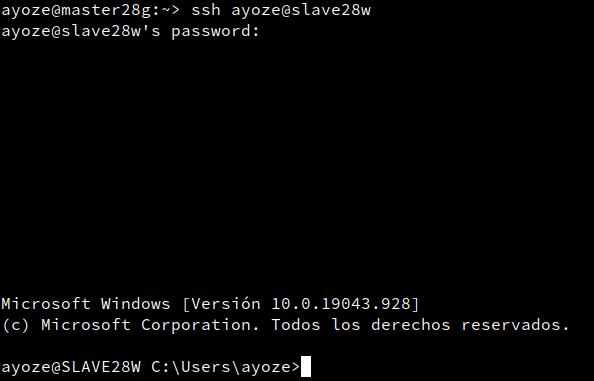 ayoze@master28g:~> ssh ayoze@slave28w
ayoze@slave28w's password:
Microsoft Windows [Versión 10.0.19043.928]
(c) Microsoft Corporation. Todos los derechos reservados.
ayoze@SLAVE28W C:\Users\ayoze>